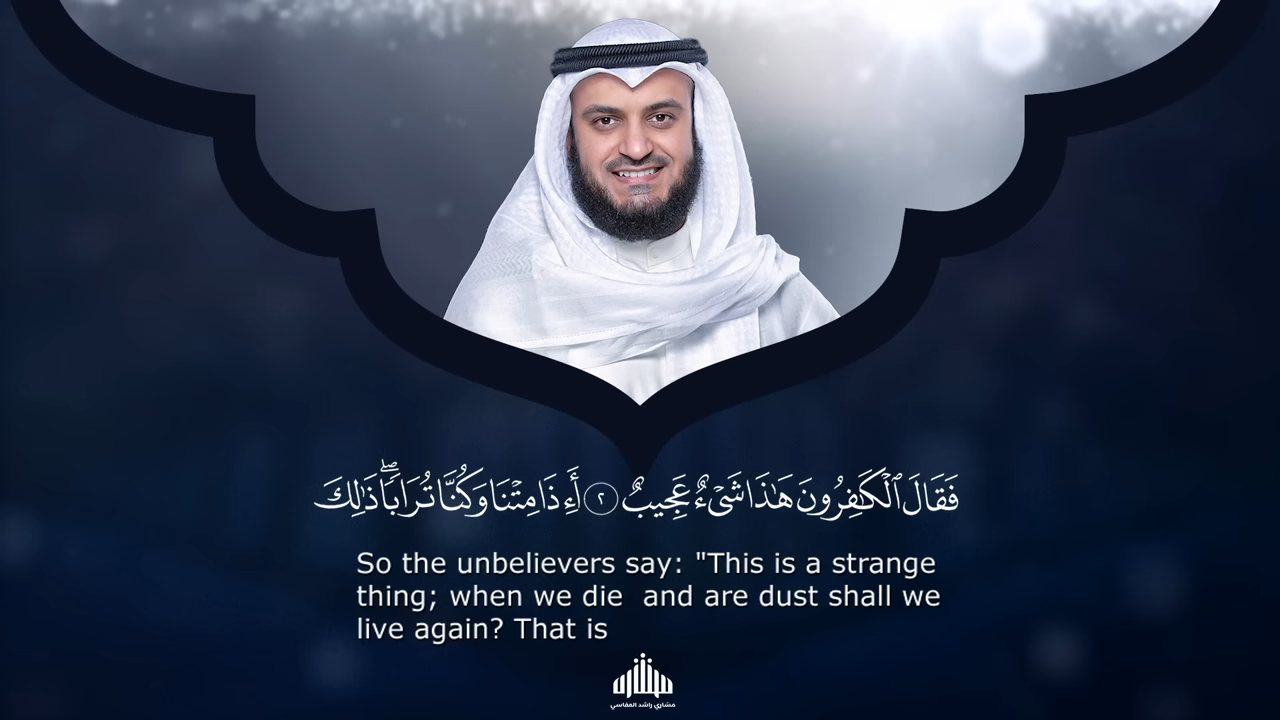 فَقَالَ ٱلْكَٰفِرُونَ هَٰذَا شَىْءٌ عَجِيبٌ ٢ أَءِذَا مِتْنَا وَكُنَّا تُرَابًاۖ ذَٰلِكَ
So the unbelievers say: "This is a strange
thing; when we die  and are dust shall we
live again? That is
مشاري راشد العفاسي